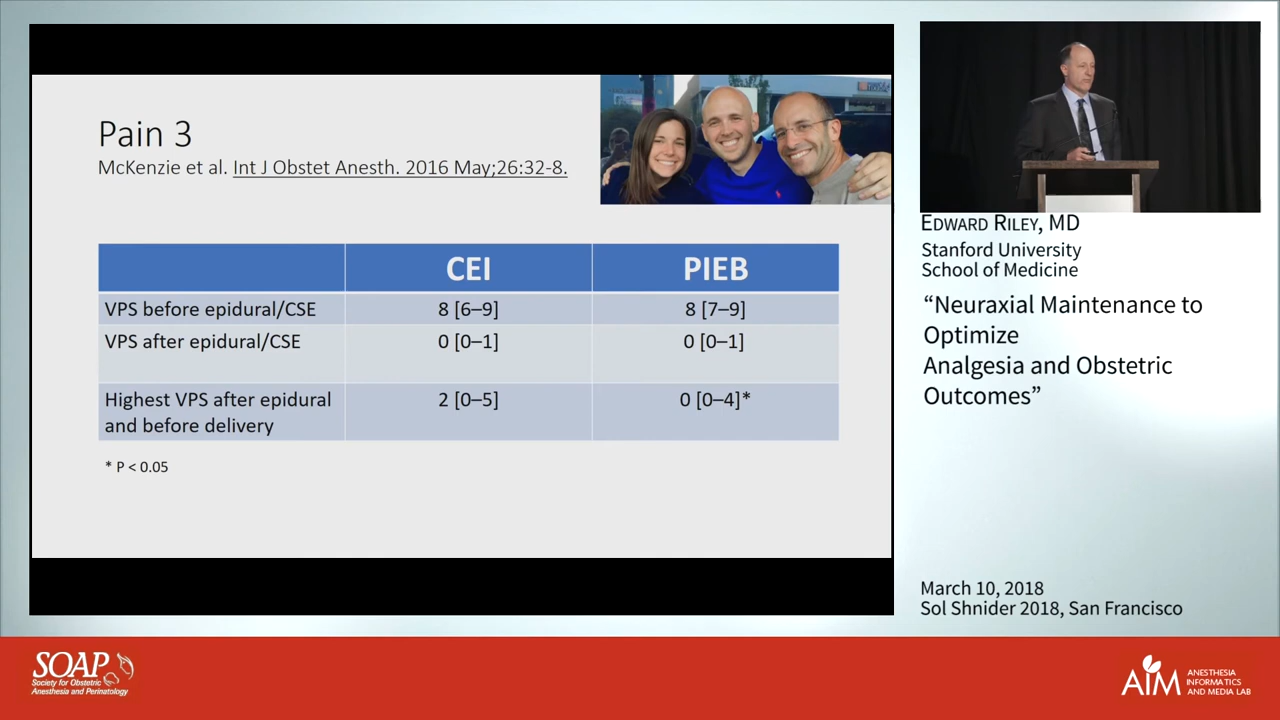 Pain 3
McKenzie et al. Int J Obstet Anesth. 2016 May;26:32-8.
CEI PIEB
VPS before epidural/CSE 8 [6–9] 8 [7–9]
VPS after epidural/CSE 0 [0–1] 0 [0–1]
Highest VPS after epidural
and before delivery 2 [0–5] 0 [0–4]*
* P < 0.05
EDWARD RILEY, MD
Stanford University
School of Medicine
“Neuraxial Maintenance to
Optimize
Analgesia and Obstetric
Outcomes”
March 10, 2018
Sol Shnider 2018, San Francisco
SOAP
Society for Obstetric
Anesthesia and Perinatology
AIM
ANESTHESIA
INFORMATICS
AND MEDIA LAB